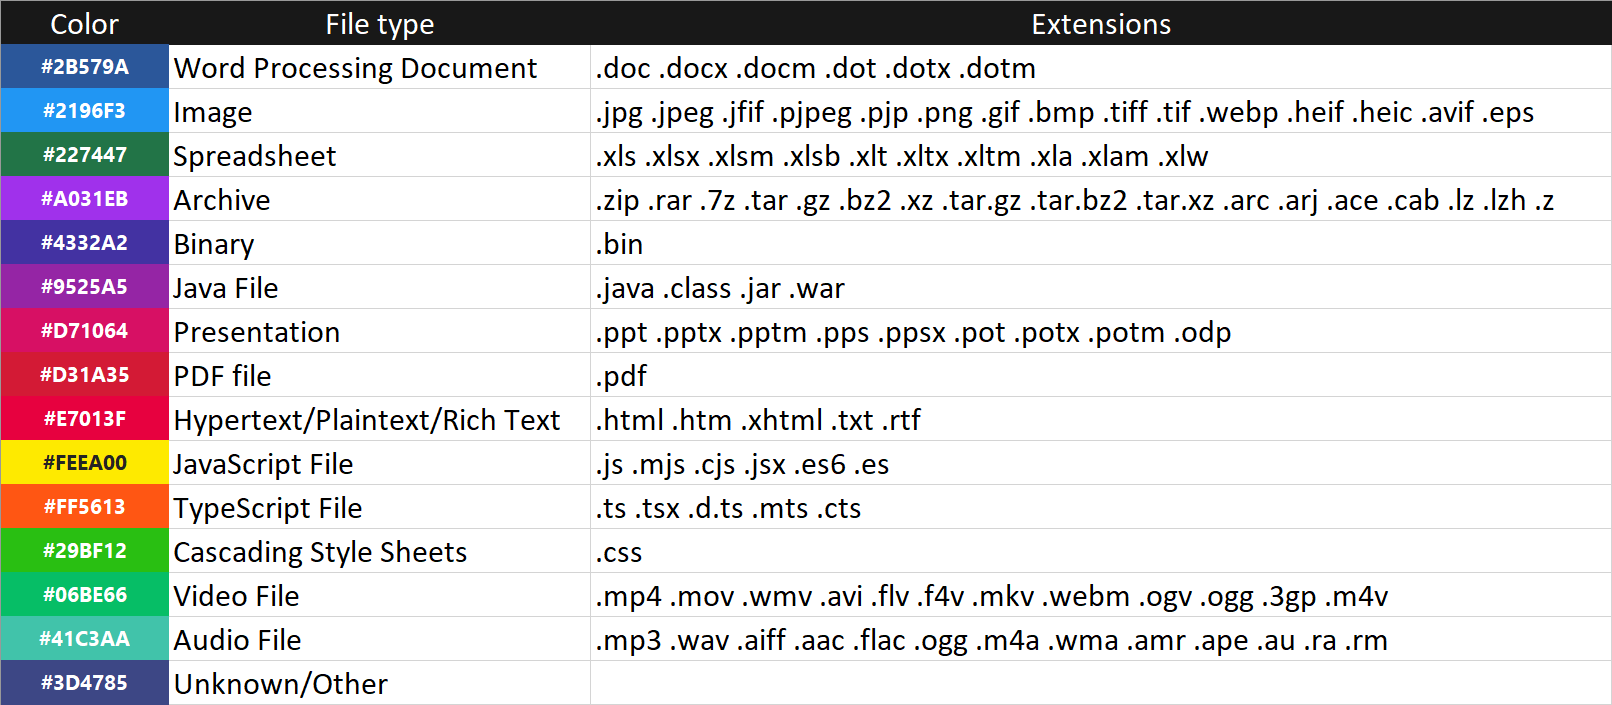 Color File type Extensions
#2B579A Word Processing Document .doc .docx .docm .dot .dotx .dotm
#2196F3 Image .jpg .jpeg .jfif .pjpeg .pjp .png .gif .bmp .tiff .tif .webp .heif .heic .avif .eps
#227447 Spreadsheet .xls .xlsx .xlsm .xlsb .xlt .xltx .xltm .xla .xlam .xlw
#A031EB Archive .zip .rar .7z .tar .gz .bz2 .xz .tar.gz .tar.bz2 .tar.xz .arc .arj .ace .cab .lz .lzh .z
#4332A2 Binary .bin
#9525A5 Java File .java .class .jar .war
#D71064 Presentation .ppt .pptx .pptm .pps .ppsx .pot .potx .potm .odp
#D31A35 PDF file .pdf
#E7013F Hypertext/Plaintext/Rich Text .html .htm .xhtml .txt .rtf
#FEEA00 JavaScript File .js .mjs .cjs .jsx .es6 .es
#FF5613 TypeScript File .ts .tsx .d.ts .mts .cts
#29BF12 Cascading Style Sheets .css
#06BE66 Video File .mp4 .mov .wmv .avi .flv .f4v .mkv .webm .ogv .ogg .3gp .m4v
#41C3AA Audio File .mp3 .wav .aiff .aac .flac .ogg .m4a .wma .amr .ape .au .ra .rm
#3D4785 Unknown/Other